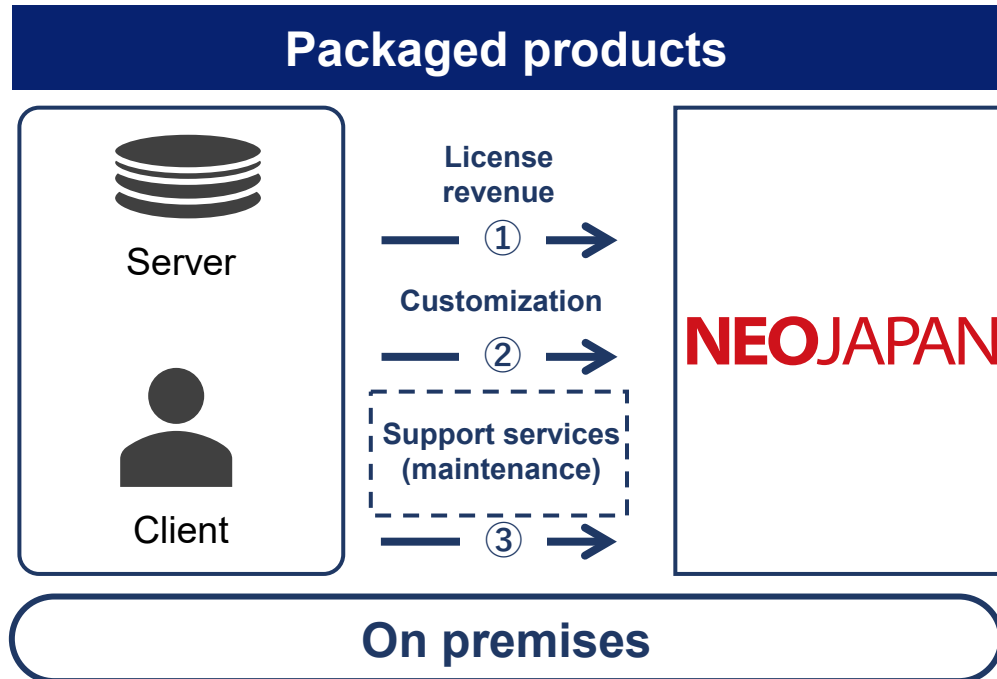 Packaged products
Server
Client
License
revenue
①
Customization
②
Support services
(maintenance)
③
NEOJAPAN
On premises